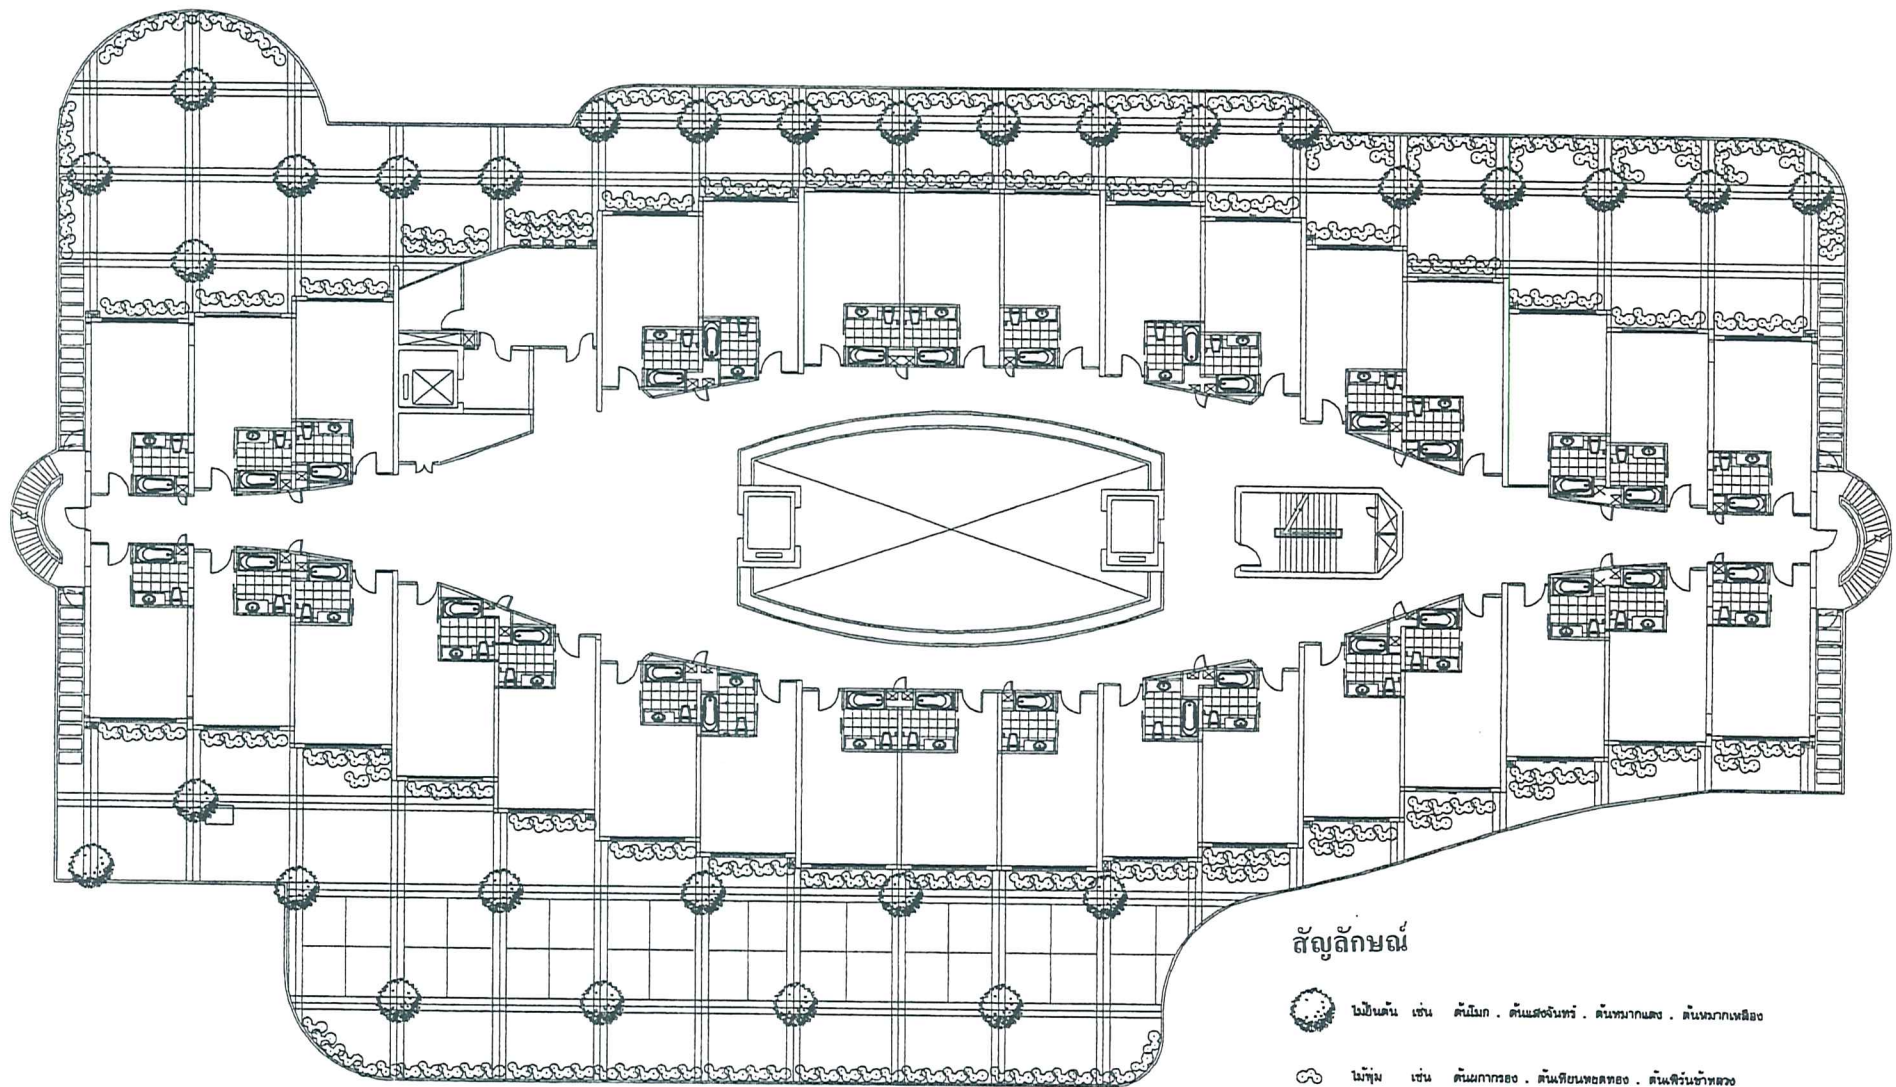 สัญลักษณ์
ไม้ยืนต้น เช่น ต้นโมก . ต้นแสงจันทร์ . ต้นหมากแดง . ต้นหมากเหลือง
ไม้พุ่ม เช่น ต้นผกากรอง . ต้นเทียนหยดทอง . ต้นเฟิร์นข้าหลวง